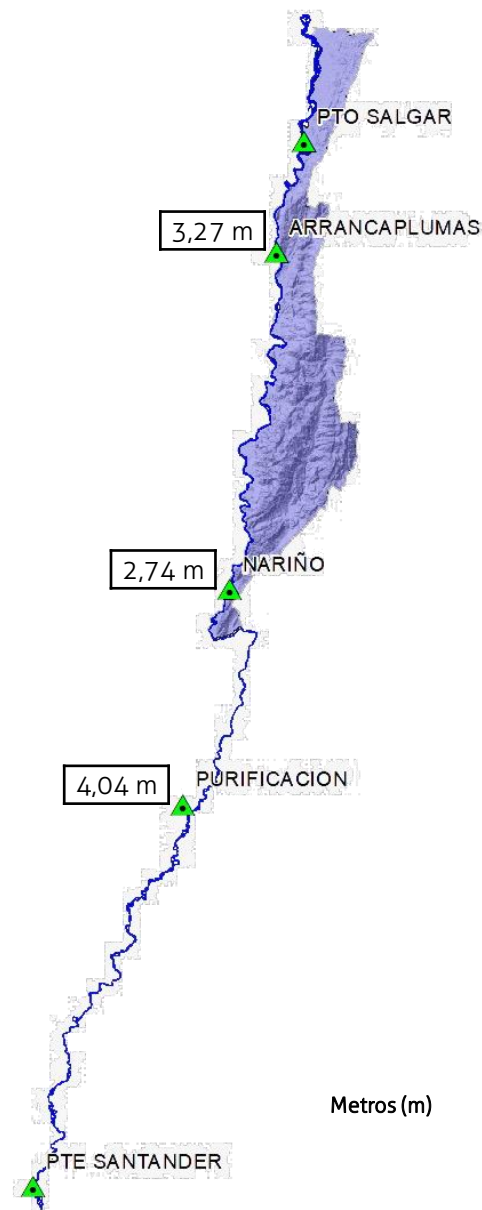 PTO SALGAR
ARRANCAPLUMAS
3,27 m
NARIÑO
2,74 m
PURIFICACION
4,04 m
Metros (m)
PTE SANTANDER